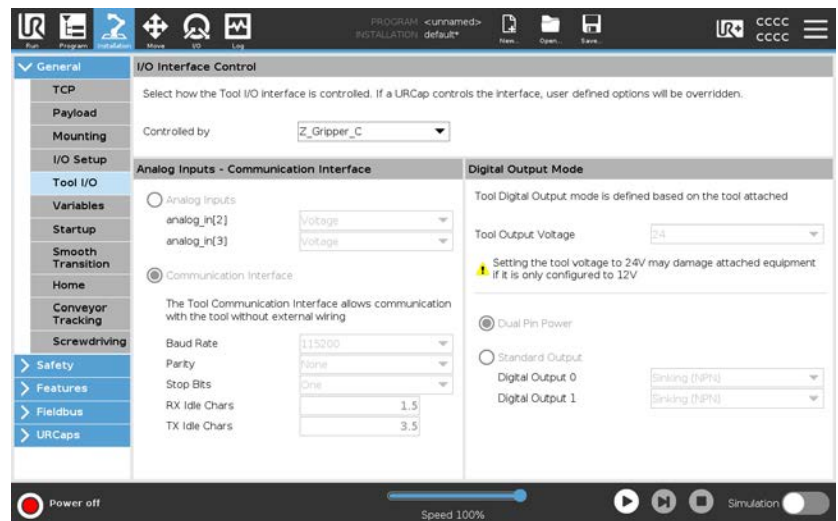 UR
Run
Program
Installation
Move
I/O
Log
PROGRAM <unnamed>
INSTALLATION default*
New...
Open...
Save...
UR+
cccc
cccc
General
TCP
Payload
Mounting
I/O Setup
Tool I/O
Variables
Startup
Smooth
Transition
Home
Conveyor
Tracking
Screwdriving
Safety
Features
Fieldbus
URCaps
I/O Interface Control
Select how the Tool I/O interface is controlled. If a URCap controls the interface, user defined options will be overridden.
Controlled by Z_Gripper_C
Analog Inputs - Communication Interface
Analog Inputs
analog_in[2] Voltage
analog_in[3] Voltage
Communication Interface
The Tool Communication Interface allows communication
with the tool without external wiring
Baud Rate 115200
Parity None
Stop Bits One
RX Idle Chars 1.5
TX Idle Chars 3.5
Digital Output Mode
Tool Digital Output mode is defined based on the tool attached
Tool Output Voltage 24
Setting the tool voltage to 24V may damage attached equipment
if it is only configured to 12V
Dual Pin Power
Standard Output
Digital Output 0 Sinking (NPN)
Digital Output 1 Sinking (NPN)
Power off
Speed 100%
Simulation